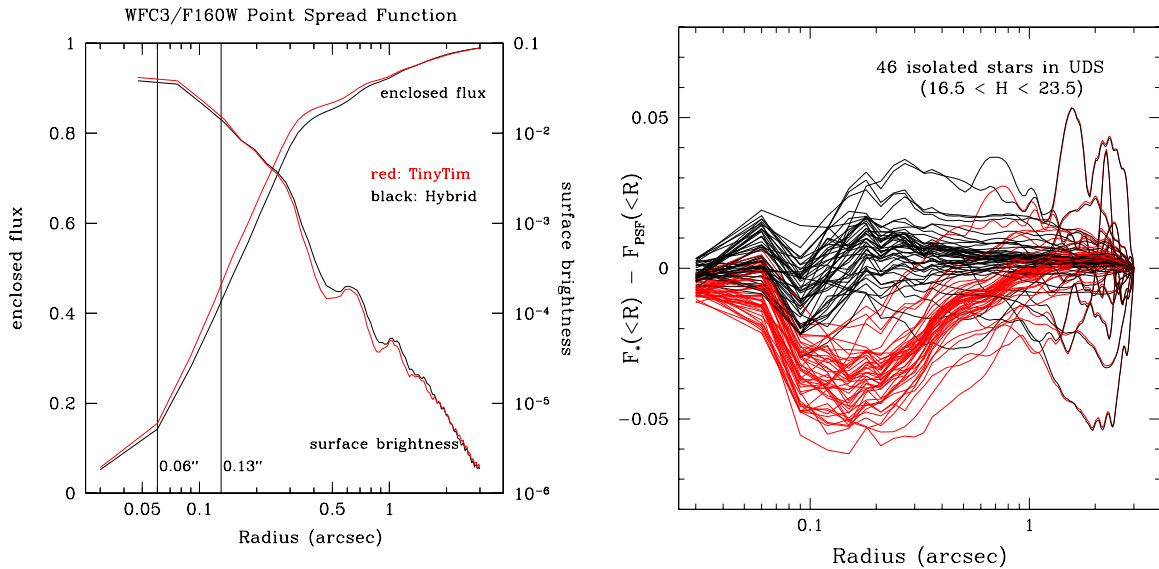 WFC3/F160W Point Spread Function
1
0.8
0.6
0.4
0.2
0
enclosed flux
0.05
0.1
0.5
1
Radius (arcsec)
0.1
10⁻²
10⁻³
10⁻⁴
10⁻⁵
10⁻⁶
surface brightness
enclosed flux
red: TinyTim
black: Hybrid
surface brightness
0.06"
0.13"
46 isolated stars in UDS
(16.5 < H < 23.5)
0.05
0
−0.05
F*(<R) − F_PSF(<R)
0.1
1
Radius (arcsec)